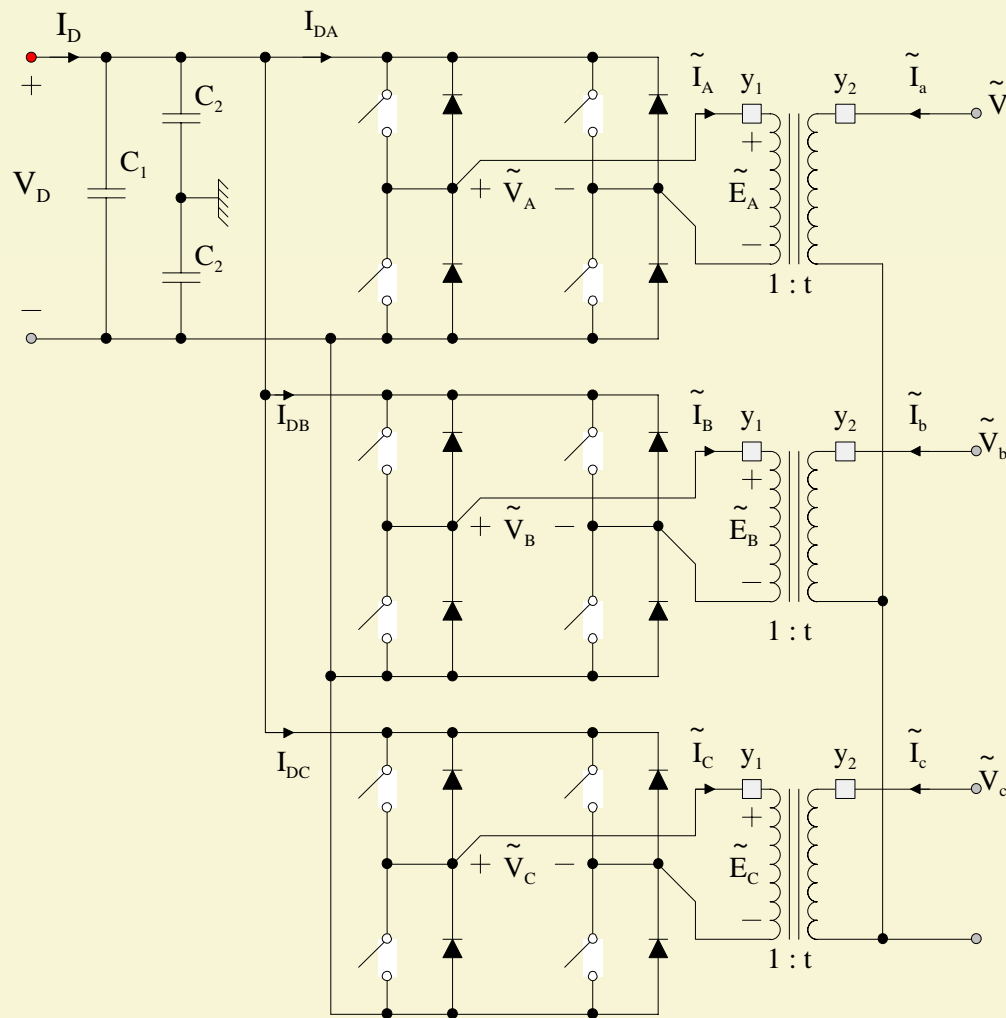 I_D
I_DA
+
C_2
C_1
V_D
C_2
—
Ĩ_A y_1 y_2 Ĩ_a
Ṽ
+
+ Ṽ_A −
Ẽ_A
−
1 : t
I_DB
Ĩ_B y_1 y_2 Ĩ_b
Ṽ_b
+
+ Ṽ_B −
Ẽ_B
−
1 : t
I_DC
Ĩ_C y_1 y_2 Ĩ_c
Ṽ_c
+
+ Ṽ_C −
Ẽ_C
−
1 : t